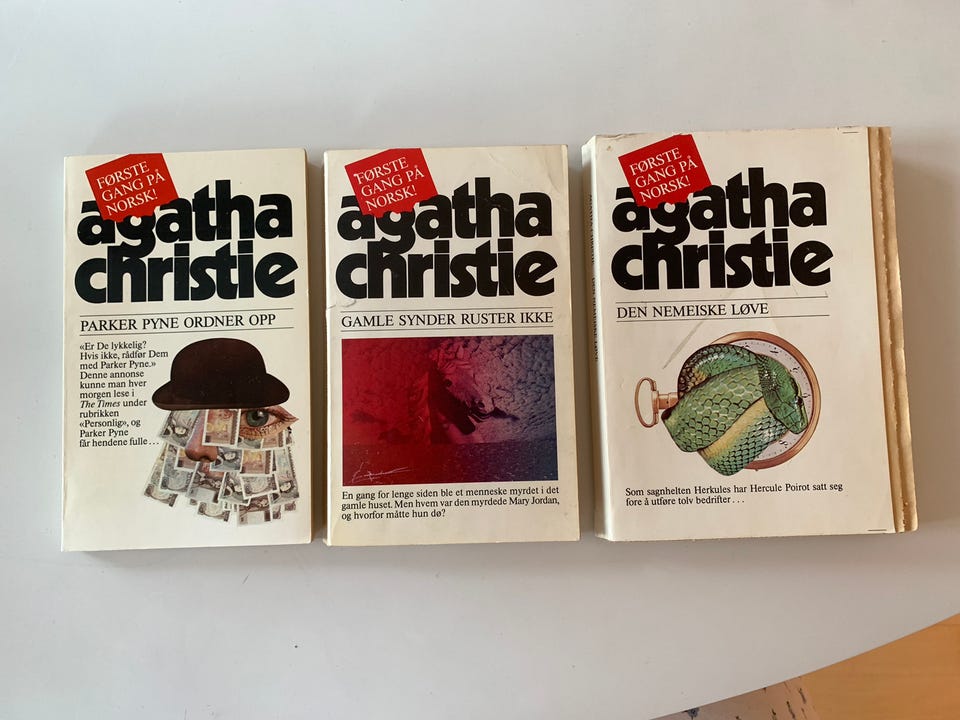 FØRSTE
GANG PÅ
NORSK!
agatha
christie
PARKER PYNE ORDNER OPP
«Er De lykkelig?
Hvis ikke, rådfør Dem
med Parker Pyne.»
Denne annonse
kunne man hver
morgen lese i
The Times under
rubrikken
«Personlig», og
Parker Pyne
får hendene fulle...
FØRSTE
GANG PÅ
NORSK!
agatha
christie
GAMLE SYNDER RUSTER IKKE
En gang for lenge siden ble et menneske myrdet i det
gamle huset. Men hvem var den myrdede Mary Jordan,
og hvorfor måtte hun dø?
FØRSTE
GANG PÅ
NORSK!
agatha
christie
DEN NEMEISKE LØVE
Som sagnhelten Herkules har Hercule Poirot satt seg
fore å utføre tolv bedrifter...